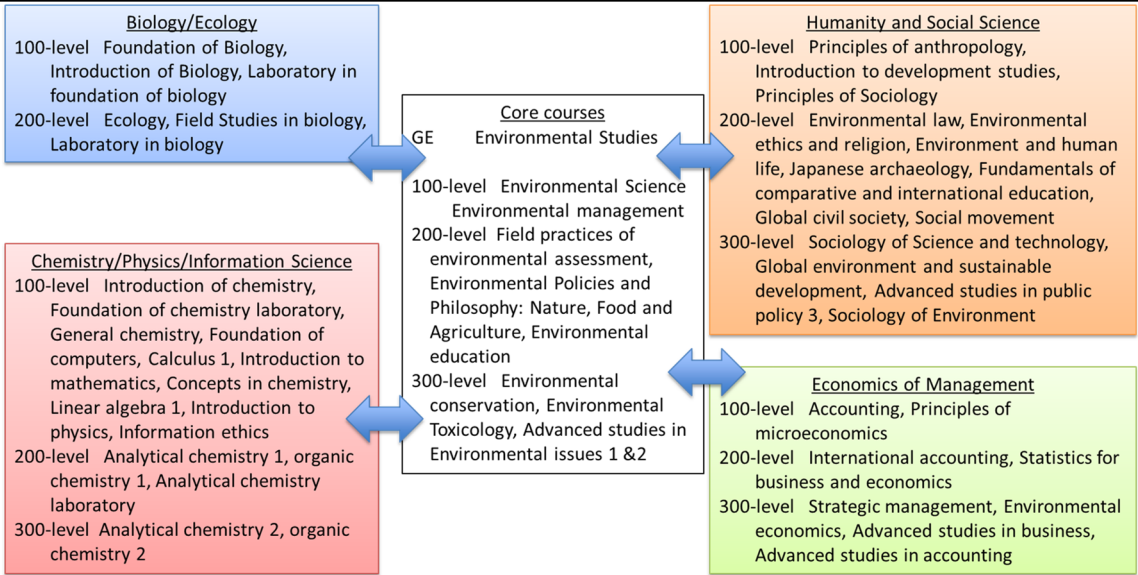 Biology/Ecology
100-level Foundation of Biology,
Introduction of Biology, Laboratory in
foundation of biology
200-level Ecology, Field Studies in biology,
Laboratory in biology
Chemistry/Physics/Information Science
100-level Introduction of chemistry,
Foundation of chemistry laboratory,
General chemistry, Foundation of
computers, Calculus 1, Introduction to
mathematics, Concepts in chemistry,
Linear algebra 1, Introduction to
physics, Information ethics
200-level Analytical chemistry 1, organic
chemistry 1, Analytical chemistry
laboratory
300-level Analytical chemistry 2, organic
chemistry 2
Core courses
GE Environmental Studies
100-level Environmental Science
Environmental management
200-level Field practices of
environmental assessment,
Environmental Policies and
Philosophy: Nature, Food and
Agriculture, Environmental
education
300-level Environmental
conservation, Environmental
Toxicology, Advanced studies in
Environmental issues 1 &2
Humanity and Social Science
100-level Principles of anthropology,
Introduction to development studies,
Principles of Sociology
200-level Environmental law, Environmental
ethics and religion, Environment and human
life, Japanese archaeology, Fundamentals of
comparative and international education,
Global civil society, Social movement
300-level Sociology of Science and technology,
Global environment and sustainable
development, Advanced studies in public
policy 3, Sociology of Environment
Economics of Management
100-level Accounting, Principles of
microeconomics
200-level International accounting, Statistics for
business and economics
300-level Strategic management, Environmental
economics, Advanced studies in business,
Advanced studies in accounting